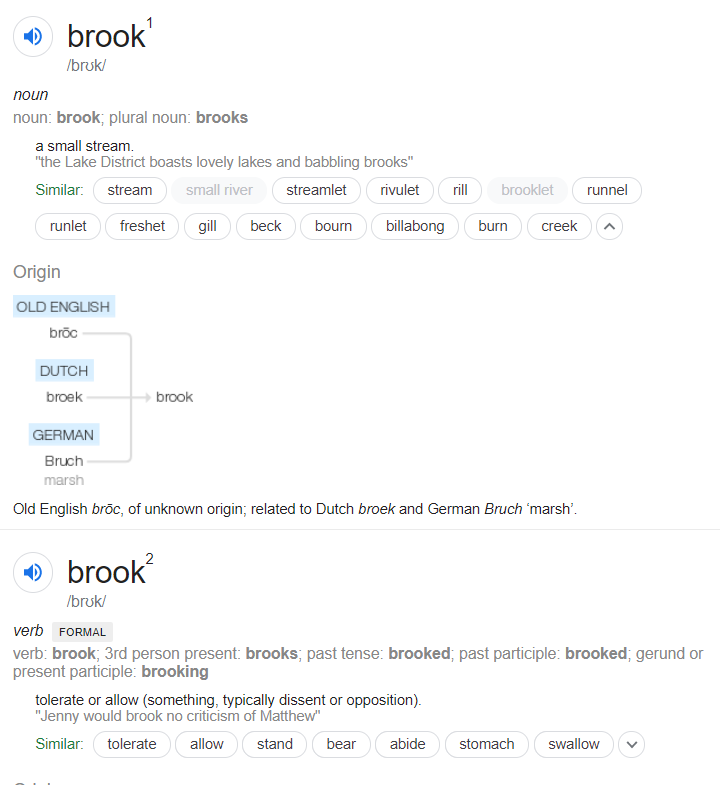 brook1
/brʊk/
noun
noun: brook; plural noun: brooks
a small stream.
"the Lake District boasts lovely lakes and babbling brooks"
Similar: stream small river streamlet rivulet rill brooklet runnel
runlet freshet gill beck bourn billabong burn creek
Origin
OLD ENGLISH
brōc
DUTCH
broek brook
GERMAN
Bruch
marsh
Old English brōc, of unknown origin; related to Dutch broek and German Bruch ‘marsh’.
brook2
/brʊk/
verb FORMAL
verb: brook; 3rd person present: brooks; past tense: brooked; past participle: brooked; gerund or
present participle: brooking
tolerate or allow (something, typically dissent or opposition).
"Jenny would brook no criticism of Matthew"
Similar: tolerate allow stand bear abide stomach swallow